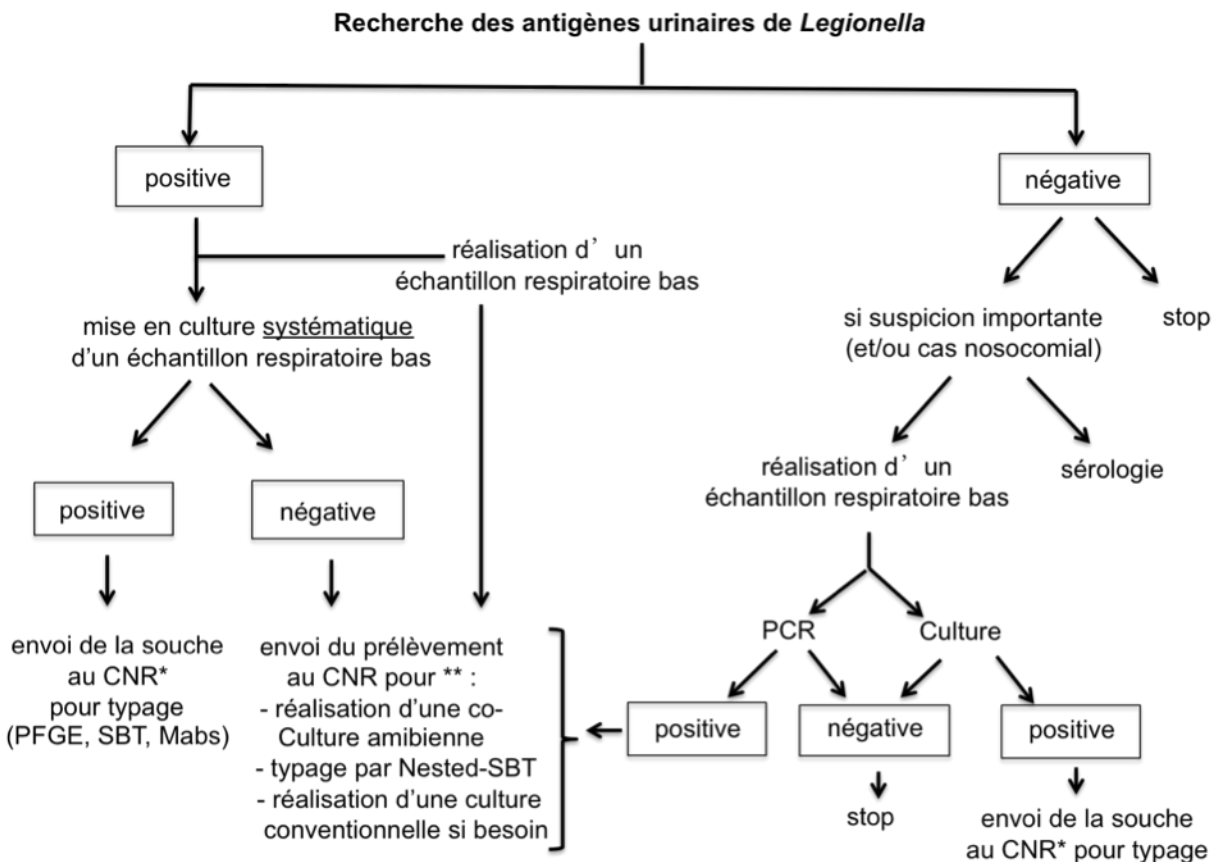 Recherche des antigènes urinaires de Legionella
positive
négative
réalisation d’ un
échantillon respiratoire bas
mise en culture systématique
d'un échantillon respiratoire bas
si suspicion importante
(et/ou cas nosocomial)
stop
positive
négative
réalisation d’ un
échantillon respiratoire bas
sérologie
PCR
Culture
envoi de la souche
au CNR*
pour typage
(PFGE, SBT, Mabs)
envoi du prélèvement
au CNR pour ** :
- réalisation d'une co-
Culture amibienne
- typage par Nested-SBT
- réalisation d'une culture
conventionnelle si besoin
positive
négative
positive
stop
envoi de la souche
au CNR* pour typage